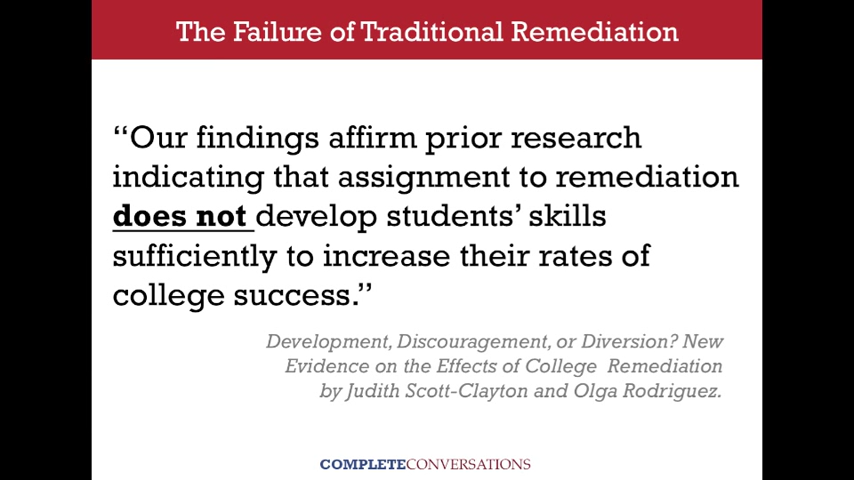 The Failure of Traditional Remediation
“Our findings affirm prior research
indicating that assignment to remediation
does not develop students’ skills
sufficiently to increase their rates of
college success.”
Development, Discouragement, or Diversion? New
Evidence on the Effects of College Remediation
by Judith Scott-Clayton and Olga Rodriguez.
COMPLETECONVERSATIONS